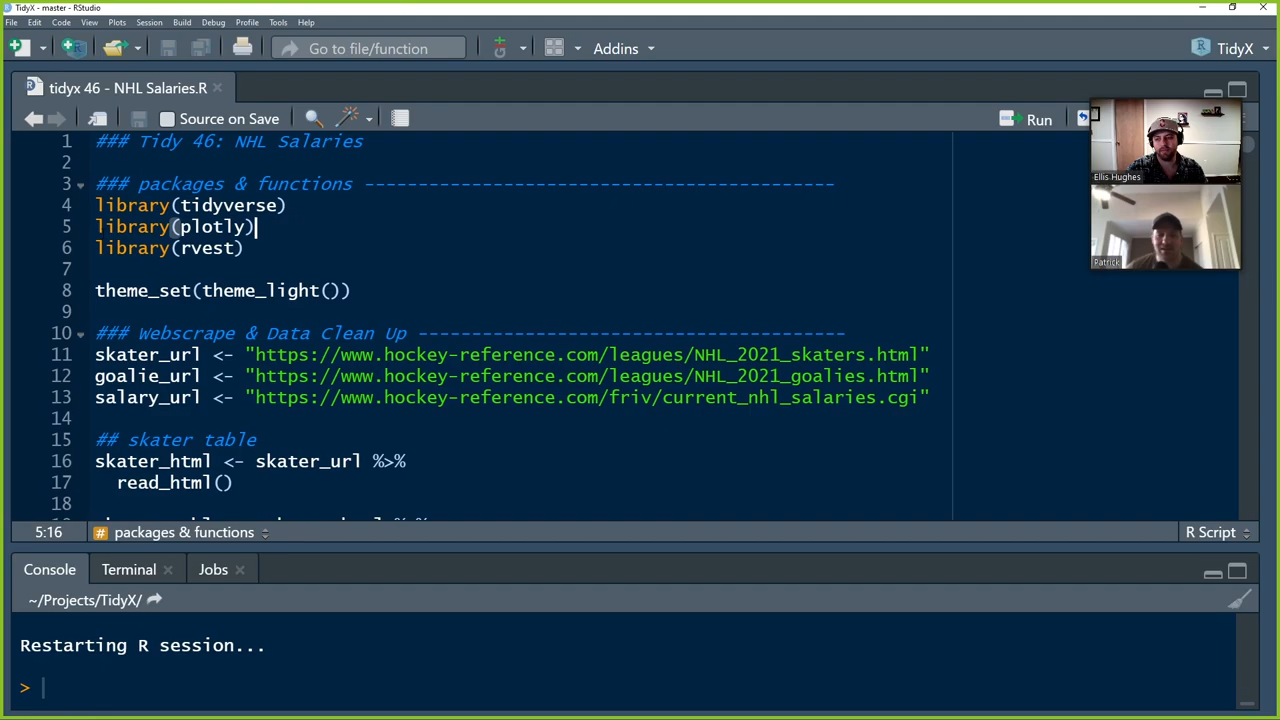 TidyX - master - RStudio
File Edit Code View Plots Session Build Debug Profile Tools Help
Go to file/function Addins TidyX
tidyx 46 - NHL Salaries.R
Source on Save Run
1 ### Tidy 46: NHL Salaries
2
3 ### packages & functions --------------------------------------------
4 library(tidyverse)
5 library(plotly)
6 library(rvest)
7
8 theme_set(theme_light())
9
10 ### Webscrape & Data Clean Up ----------------------------------------
11 skater_url <- "https://www.hockey-reference.com/leagues/NHL_2021_skaters.html"
12 goalie_url <- "https://www.hockey-reference.com/leagues/NHL_2021_goalies.html"
13 salary_url <- "https://www.hockey-reference.com/friv/current_nhl_salaries.cgi"
14
15 ## skater table
16 skater_html <- skater_url %>%
17 read_html()
18
Ellis Hughes
Patrick
5:16 # packages & functions R Script
Console Terminal Jobs
~/Projects/TidyX/
Restarting R session...
>